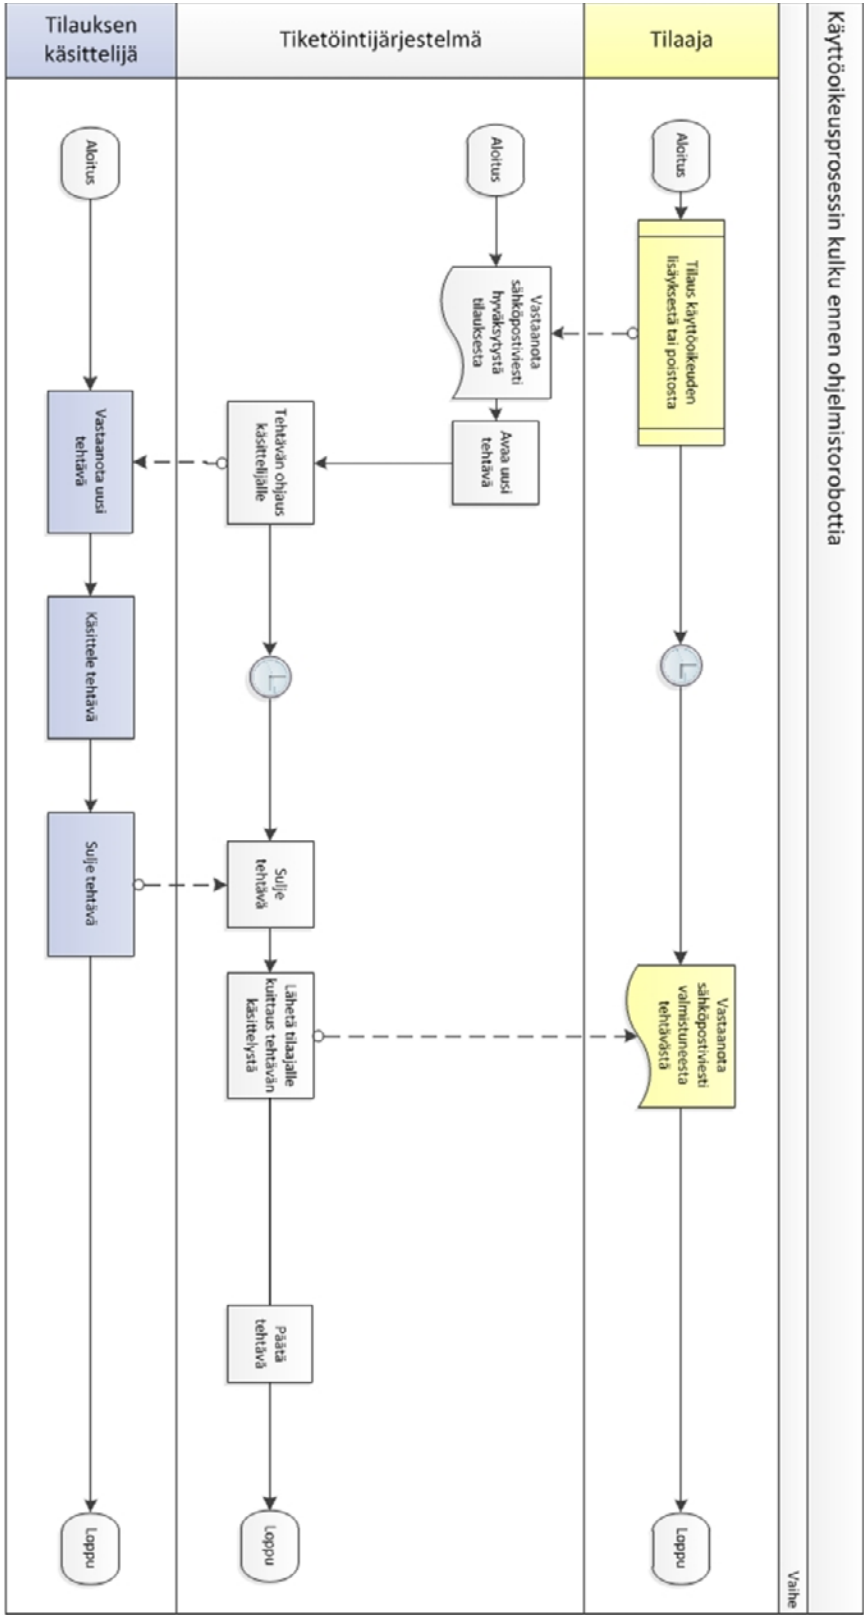 Käyttöoikeusprosessin kulku ennen ohjelmistorobottia
Vaihe
Tilaaja
Aloitus
Tilaus käyttöoikeuden
lisäyksestä tai poistosta
Vastaanota
sähköpostiviesti
valmistuneesta
tehtävästä
Loppu
Tiketöintijärjestelmä
Aloitus
Vastaanota
sähköpostiviesti
hyväksytystä
tilauksesta
Avaa uusi
tehtävä
Tehtävän ohjaus
käsittelijälle
Sulje
tehtävä
Lähetä tilaajalle
kuittaus tehtävän
käsittelystä
Päätä
tehtävä
Loppu
Tilauksen
käsittelijä
Aloitus
Vastaanota uusi
tehtävä
Käsittele tehtävä
Sulje tehtävä
Loppu